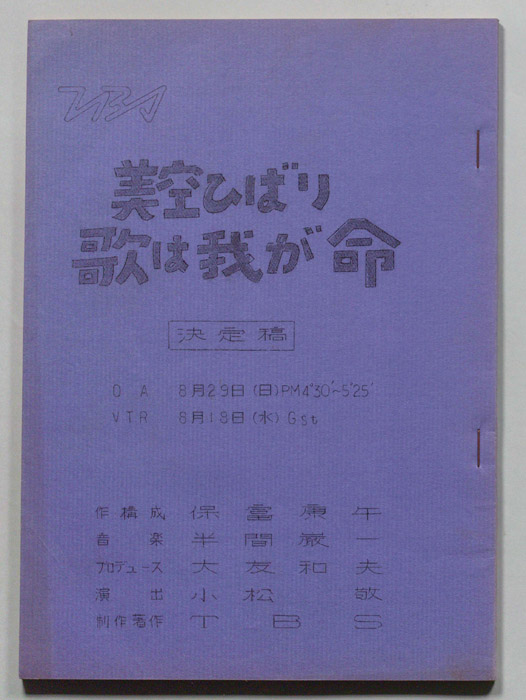 TBS
美空ひばり
歌は我が命
決定稿
O A 8月29日(日)PM4°30′~5°25′
VTR 8月18日(水)G.st
作構成 保富康午
音楽 半間巌一
プロデュース 大友和夫
演出 小松 敬
制作著作 TBS